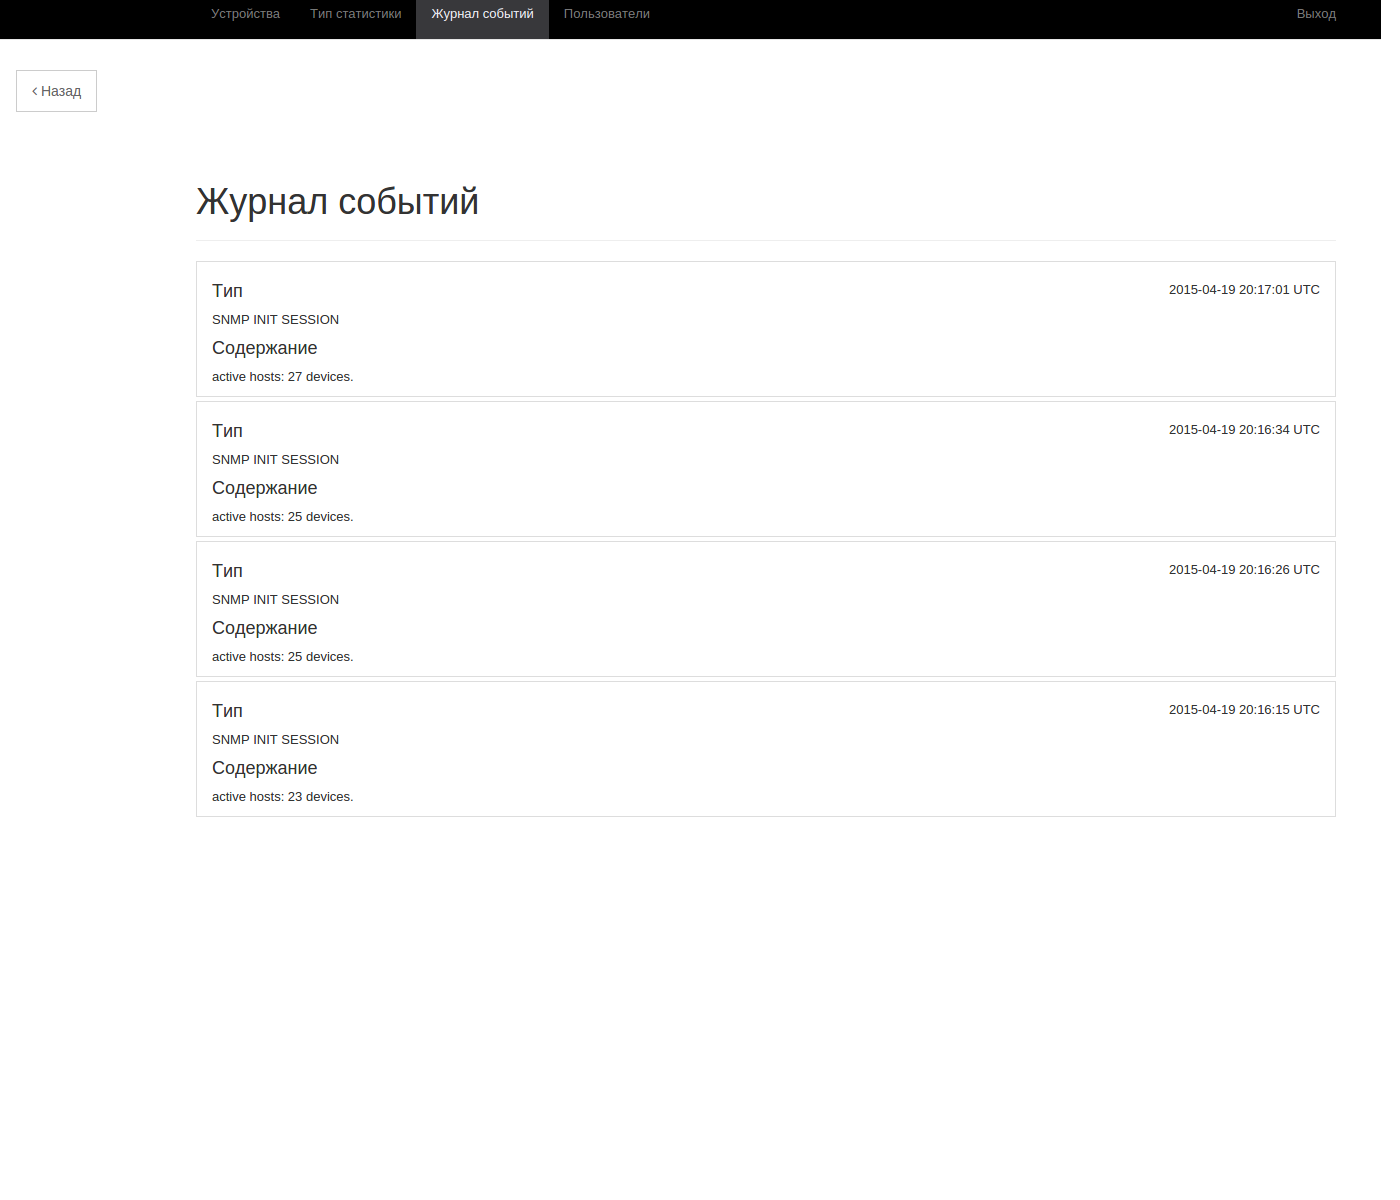 Устройства Тип статистики Журнал событий Пользователи Выход
‹ Назад
Журнал событий
Тип 2015-04-19 20:17:01 UTC
SNMP INIT SESSION
Содержание
active hosts: 27 devices.
Тип 2015-04-19 20:16:34 UTC
SNMP INIT SESSION
Содержание
active hosts: 25 devices.
Тип 2015-04-19 20:16:26 UTC
SNMP INIT SESSION
Содержание
active hosts: 25 devices.
Тип 2015-04-19 20:16:15 UTC
SNMP INIT SESSION
Содержание
active hosts: 23 devices.